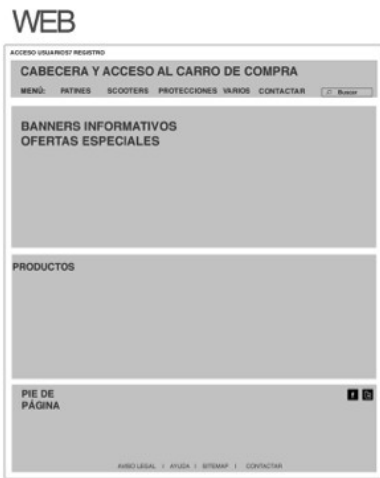 WEB
ACCESO USUARIOS/ REGISTRO
CABECERA Y ACCESO AL CARRO DE COMPRA
MENÚ: PATINES SCOOTERS PROTECCIONES VARIOS CONTACTAR Buscar
BANNERS INFORMATIVOS
OFERTAS ESPECIALES
PRODUCTOS
PIE DE
PÁGINA
AVISO LEGAL I AYUDA I SITEMAP I CONTACTAR